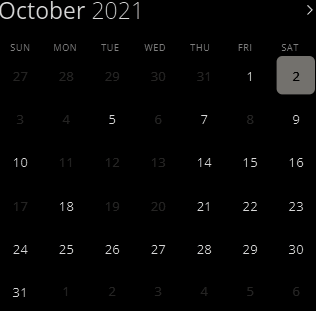 October 2021 >
SUN MON TUE WED THU FRI SAT
27 28 29 30 31 1 2
3 4 5 6 7 8 9
10 11 12 13 14 15 16
17 18 19 20 21 22 23
24 25 26 27 28 29 30
31 1 2 3 4 5 6